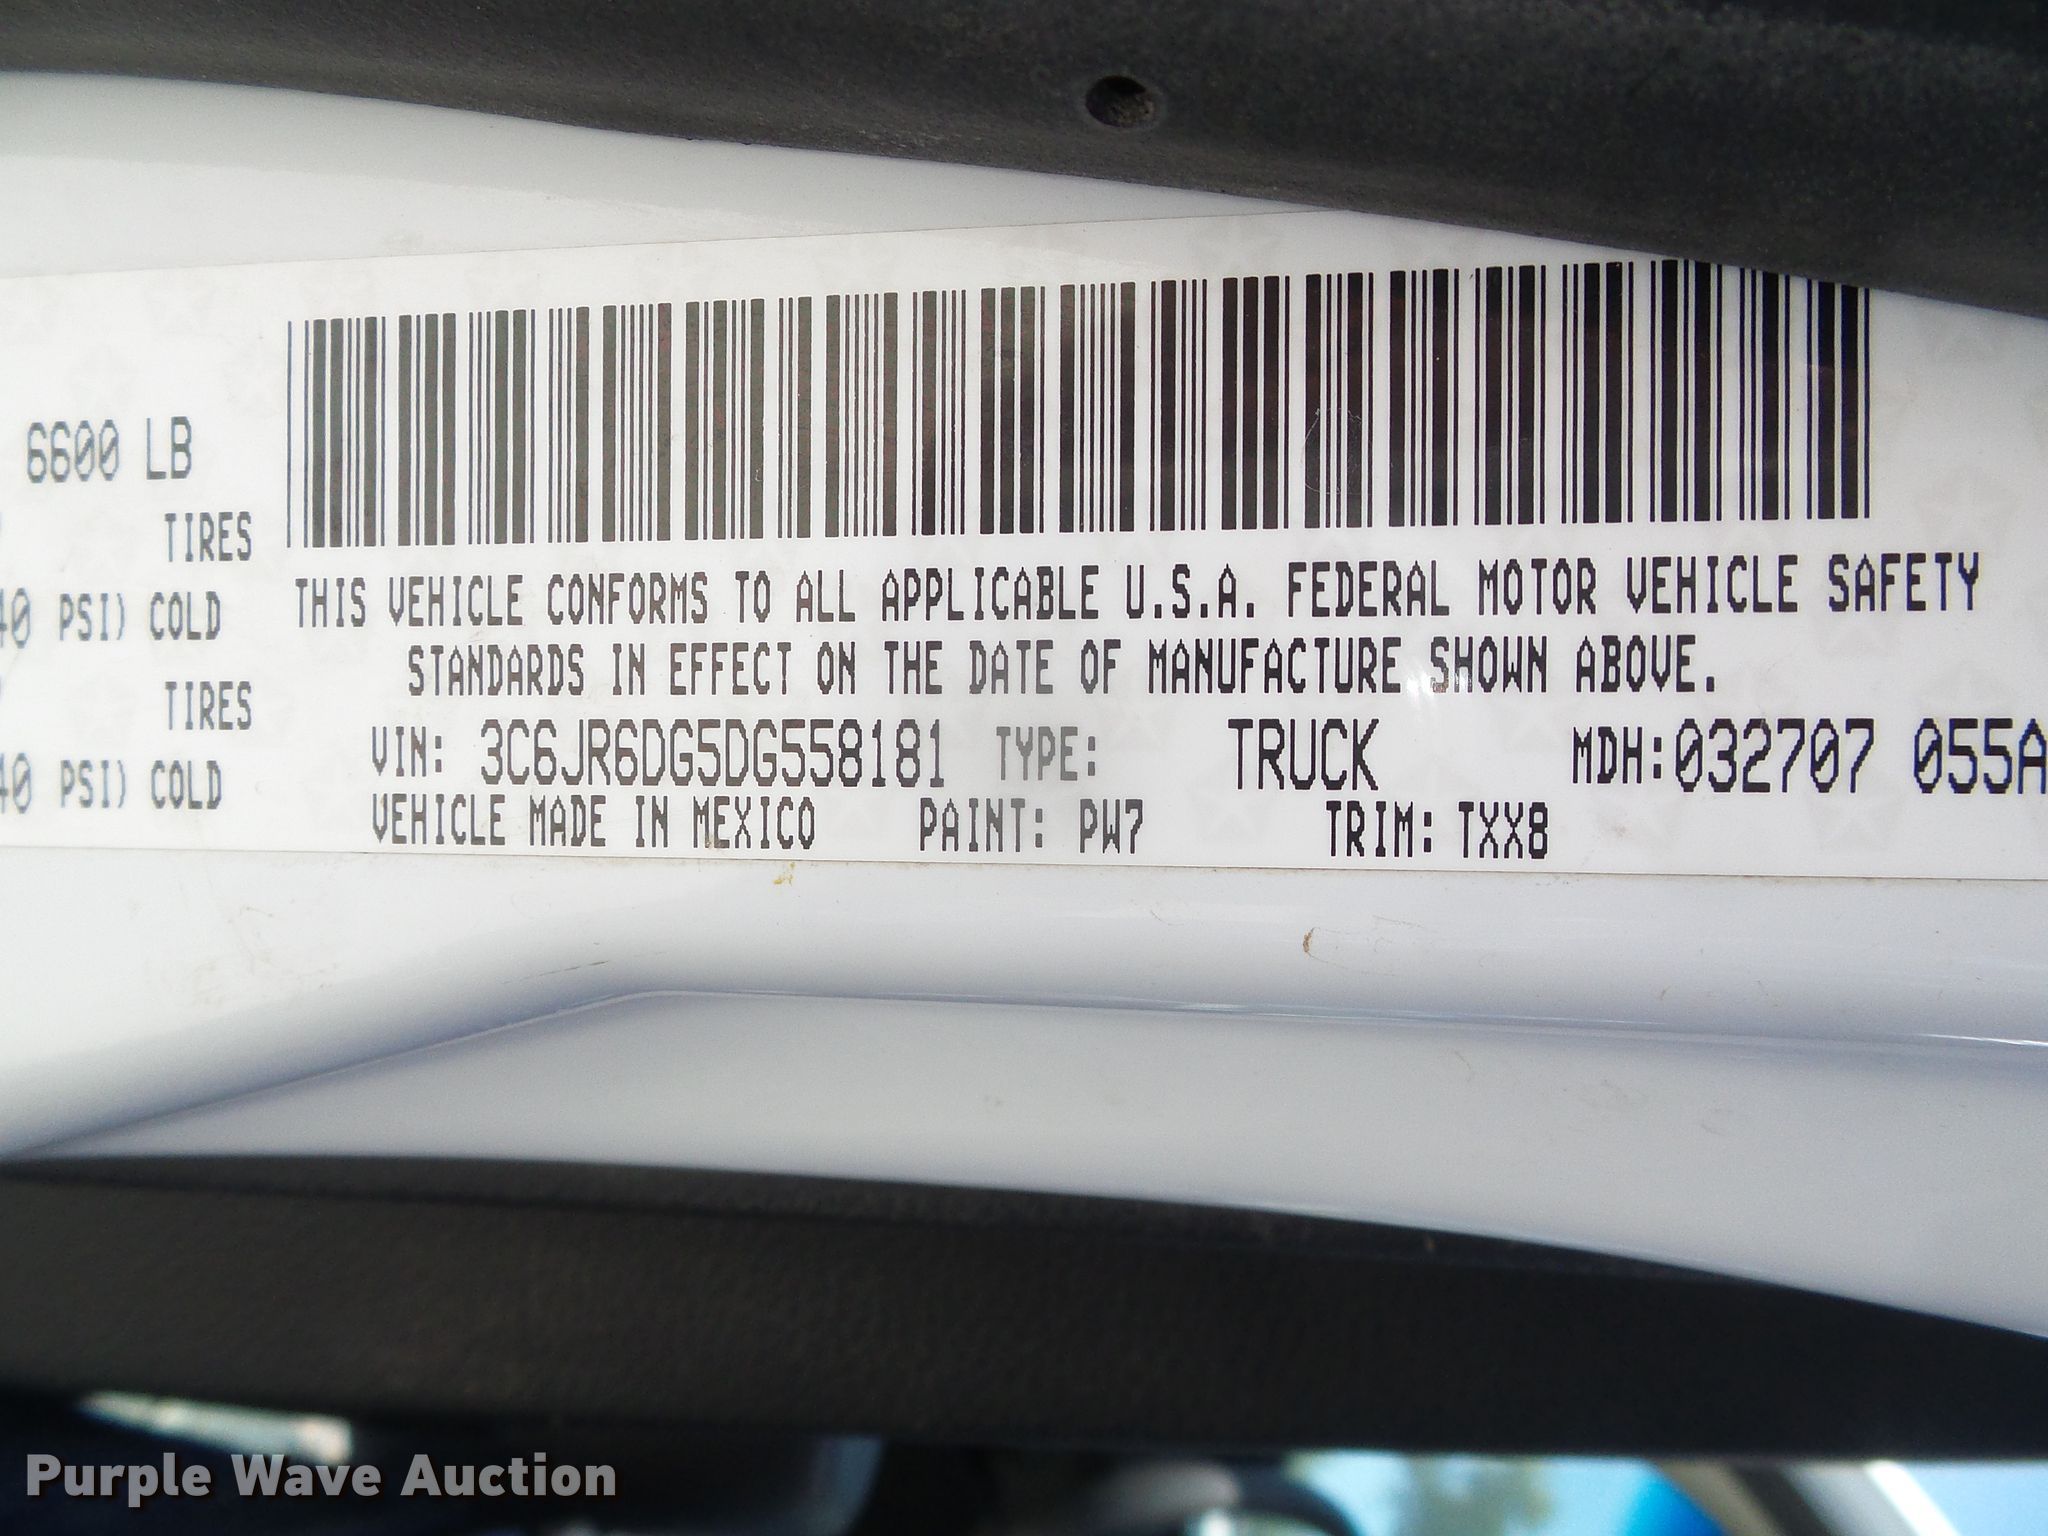 6600 LB
TIRES
40 PSI) COLD
TIRES
40 PSI) COLD
THIS VEHICLE CONFORMS TO ALL APPLICABLE U.S.A. FEDERAL MOTOR VEHICLE SAFETY
STANDARDS IN EFFECT ON THE DATE OF MANUFACTURE SHOWN ABOVE.
VIN: 3C6JR6DG5DG558181 TYPE: TRUCK MDH:032707 055A
VEHICLE MADE IN MEXICO PAINT: PW7 TRIM: TXX8
Purple Wave Auction